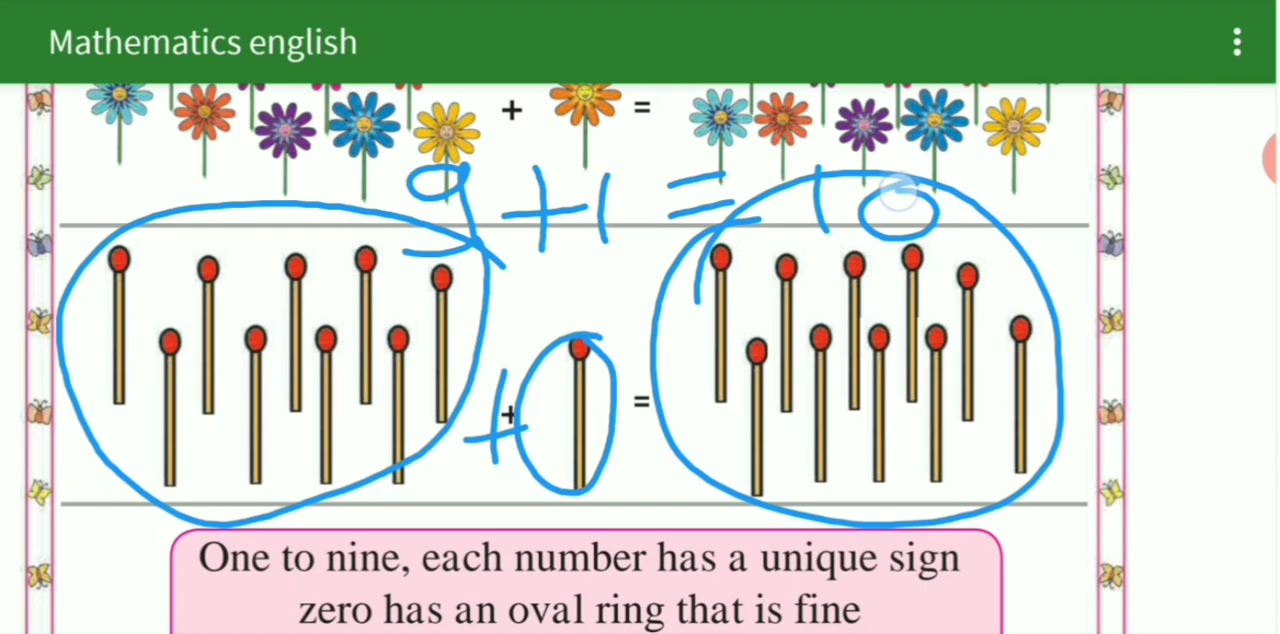 Mathematics english
+ =
9 + 1 = 10
+ + =
One to nine, each number has a unique sign
zero has an oval ring that is fine